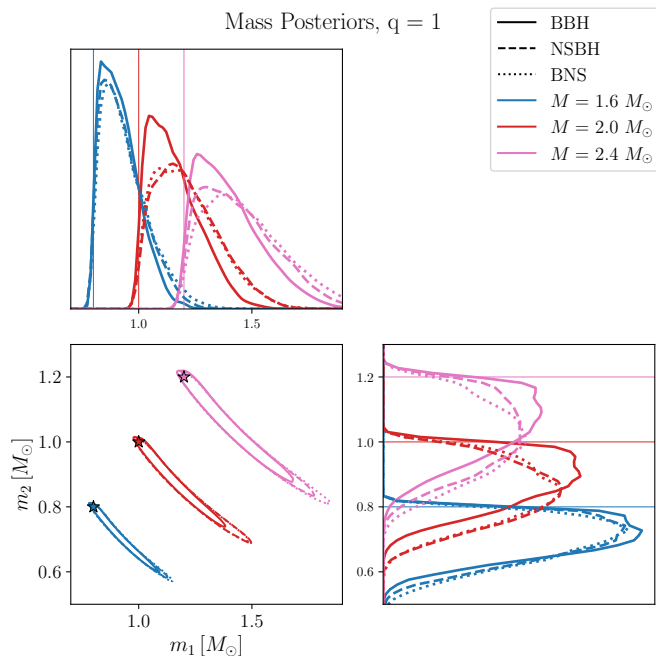 Mass Posteriors, q = 1
BBH
NSBH
BNS
M = 1.6 M⊙
M = 2.0 M⊙
M = 2.4 M⊙
1.0 1.5
1.2
1.0
0.8
0.6
m₂ [M⊙]
1.0 1.5
m₁ [M⊙]
1.2
1.0
0.8
0.6